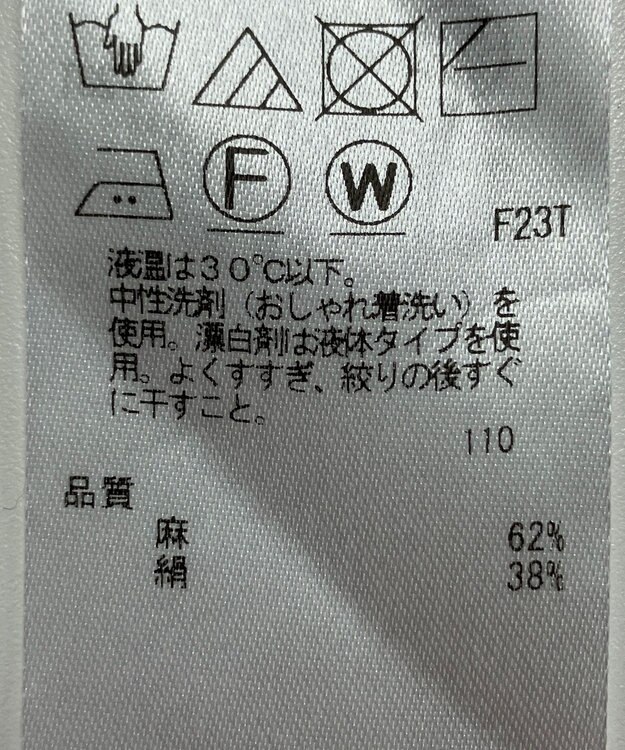 F W
F23T
液温は30℃以下。
中性洗剤(おしゃれ着洗い)を
使用。漂白剤は液体タイプを使
用。よくすすぎ、絞りの後すぐ
に干すこと。
110
品質
麻 62%
絹 38%